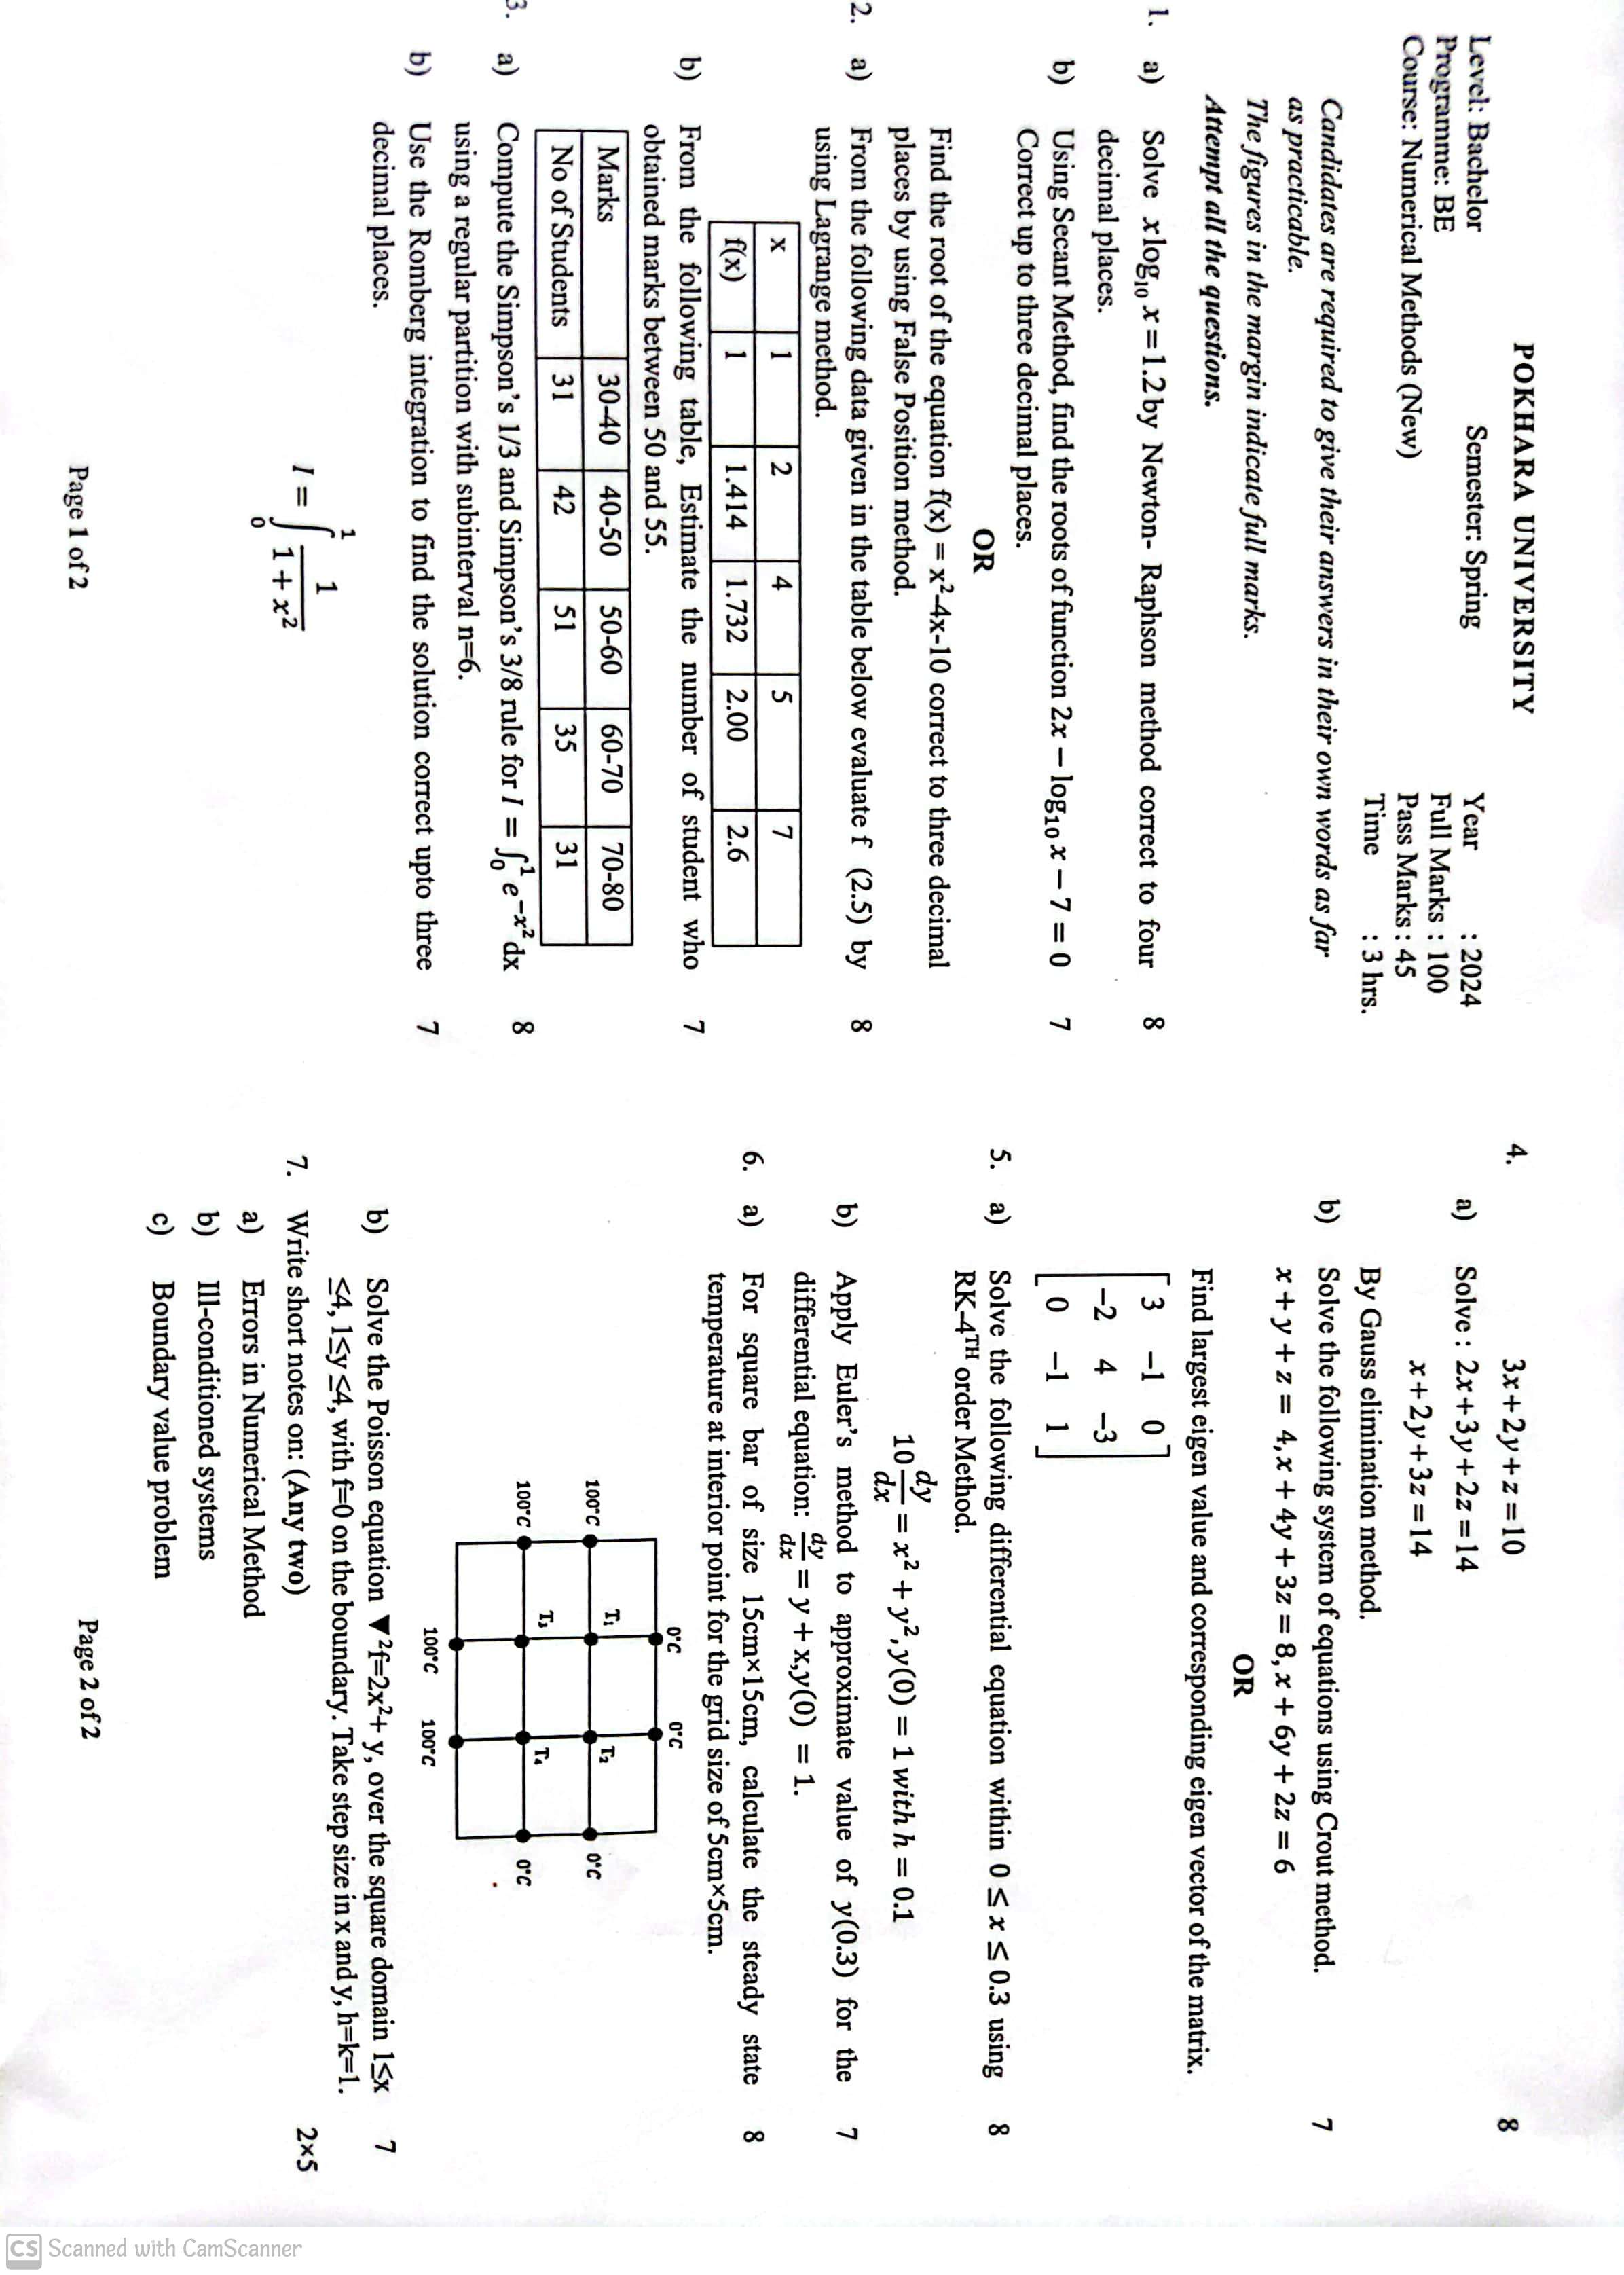 POKHARA UNIVERSITY
Level: Bachelor Semester: Spring Year : 2024
Programme: BE Full Marks : 100
Course: Numerical Methods (New) Pass Marks : 45
Time : 3 hrs.
Candidates are required to give their answers in their own words as far
as practicable.
The figures in the margin indicate full marks.
Attempt all the questions.
1. a) Solve x log₁₀ x = 1.2 by Newton- Raphson method correct to four 8
decimal places.
b) Using Secant Method, find the roots of function 2x − log₁₀ x − 7 = 0 7
Correct up to three decimal places.
OR
Find the root of the equation f(x) = x²-4x-10 correct to three decimal
places by using False Position method.
2. a) From the following data given in the table below evaluate f (2.5) by 8
using Lagrange method.
x 1 2 4 5 7
f(x) 1 1.414 1.732 2.00 2.6
b) From the following table, Estimate the number of student who 7
obtained marks between 50 and 55.
Marks 30-40 40-50 50-60 60-70 70-80
No of Students 31 42 51 35 31
3. a) Compute the Simpson's 1/3 and Simpson's 3/8 rule for I = ∫₀¹ e^(−x²) dx 8
using a regular partition with subinterval n=6.
b) Use the Romberg integration to find the solution correct upto three 7
decimal places.
I = ∫₀¹ 1/(1 + x²)
Page 1 of 2
4. 3x+2y+z=10 8
a) Solve : 2x+3y+2z=14
x+2y+3z=14
By Gauss elimination method.
b) Solve the following system of equations using Crout method. 7
x + y + z = 4, x + 4y + 3z = 8, x + 6y + 2z = 6
OR
Find largest eigen value and corresponding eigen vector of the matrix.
3 −1 0
−2 4 −3
0 −1 1
5. a) Solve the following differential equation within 0 ≤ x ≤ 0.3 using 8
RK-4ᵀᴴ order Method.
10 dy/dx = x² + y², y(0) = 1 with h = 0.1
b) Apply Euler's method to approximate value of y(0.3) for the 7
differential equation: dy/dx = y + x,y(0) = 1.
6. a) For square bar of size 15cm×15cm, calculate the steady state 8
temperature at interior point for the grid size of 5cm×5cm.
0°C 0°C
T₁ T₂
100°C 0°C
T₃ T₄
100°C 0°C
100°C 100°C
b) Solve the Poisson equation ▼²f=2x²+ y, over the square domain 1≤x 7
≤4, 1≤y≤4, with f=0 on the boundary. Take step size in x and y, h=k=1.
7. Write short notes on: (Any two) 2×5
a) Errors in Numerical Method
b) Ill-conditioned systems
c) Boundary value problem
Page 2 of 2
CS Scanned with CamScanner